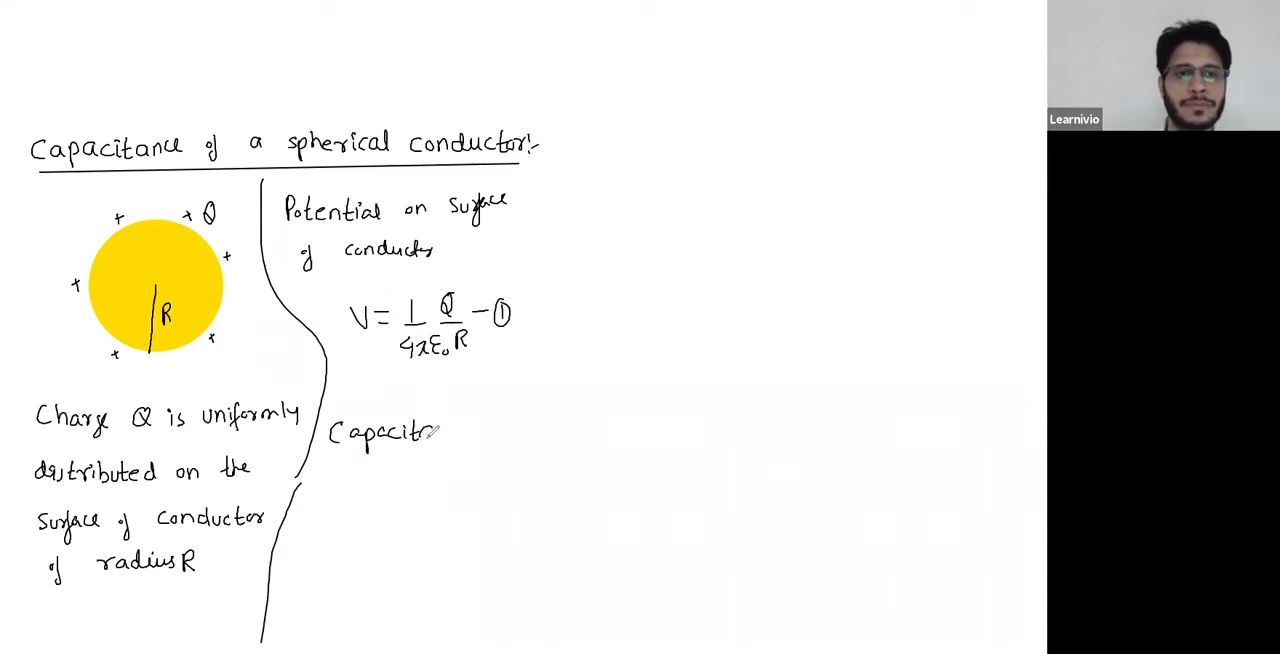 Capacitance of a spherical conductor:-
+ + Q
+
+
R
+
+
Charge Q is uniformly
distributed on the
surface of conductor
of radius R
Potential on surface
of conductor
V = 1/4πε₀ Q/R - ①
Capacit
Learnivio